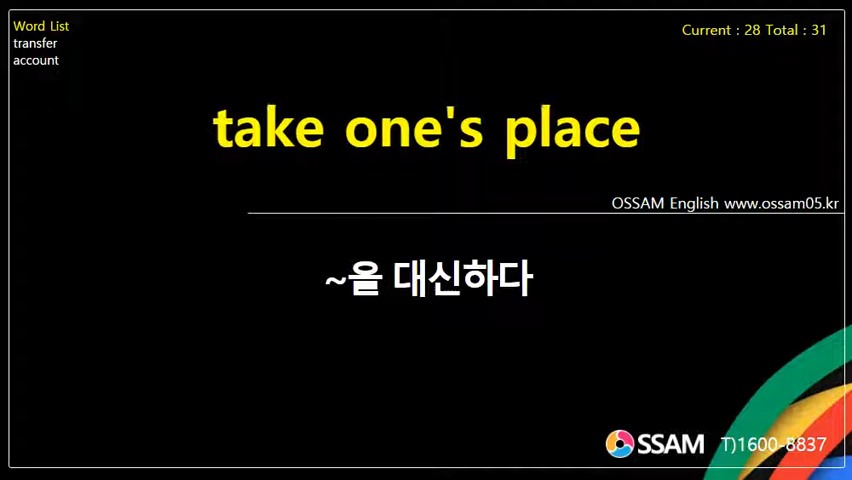 Word List
transfer
account
Current : 28 Total : 31
take one's place
OSSAM English www.ossam05.kr
~을 대신하다
OSSAM T)1600-8837